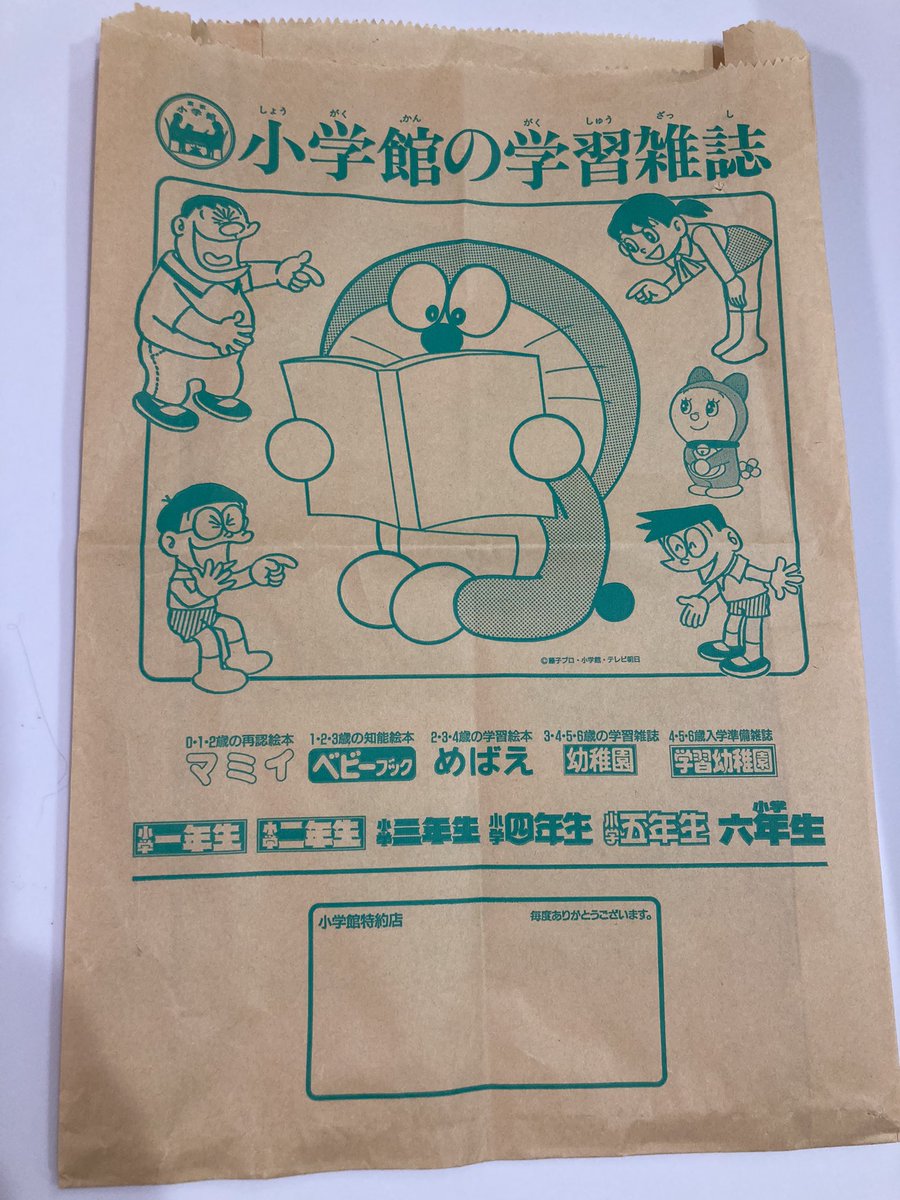 しょう がく かん がく しゅう ざっ し
小学館の学習雑誌
©藤子プロ・小学館・テレビ朝日
0・1・2歳の再認絵本 1・2・3歳の知能絵本 2・3・4歳の学習絵本 3・4・5・6歳の学習雑誌 4・5・6歳入学準備雑誌
マミイ ベビーブック めばえ 幼稚園 学習幼稚園
小学一年生 小学二年生 小学三年生 小学四年生 小学五年生 小学六年生
小学館特約店 毎度ありがとうございます。